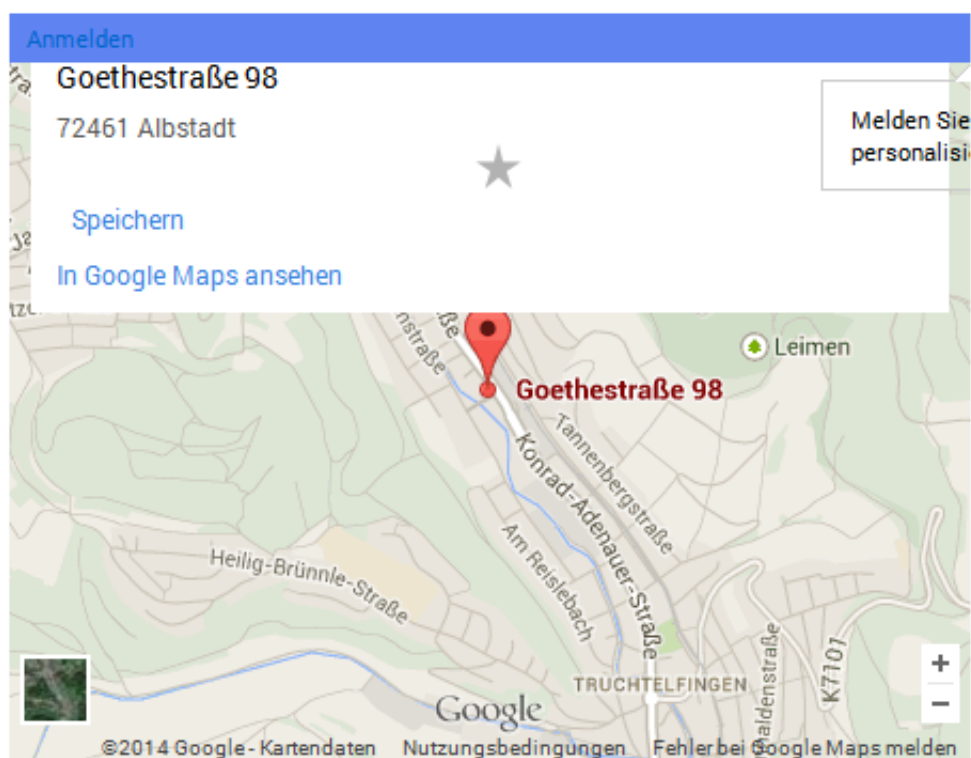 Anmelden
Goethestraße 98
72461 Albstadt
Melden Sie
personalisi
Speichern
In Google Maps ansehen
Leimen
Goethestraße 98
Tannenbergstraße
Konrad-Adenauer-Straße
Am Reislebach
Heilig-Brünnle-Straße
K7101
TRUCHTELFINGEN
Google
+
−
©2014 Google - Kartendaten Nutzungsbedingungen Fehler bei Google Maps melden